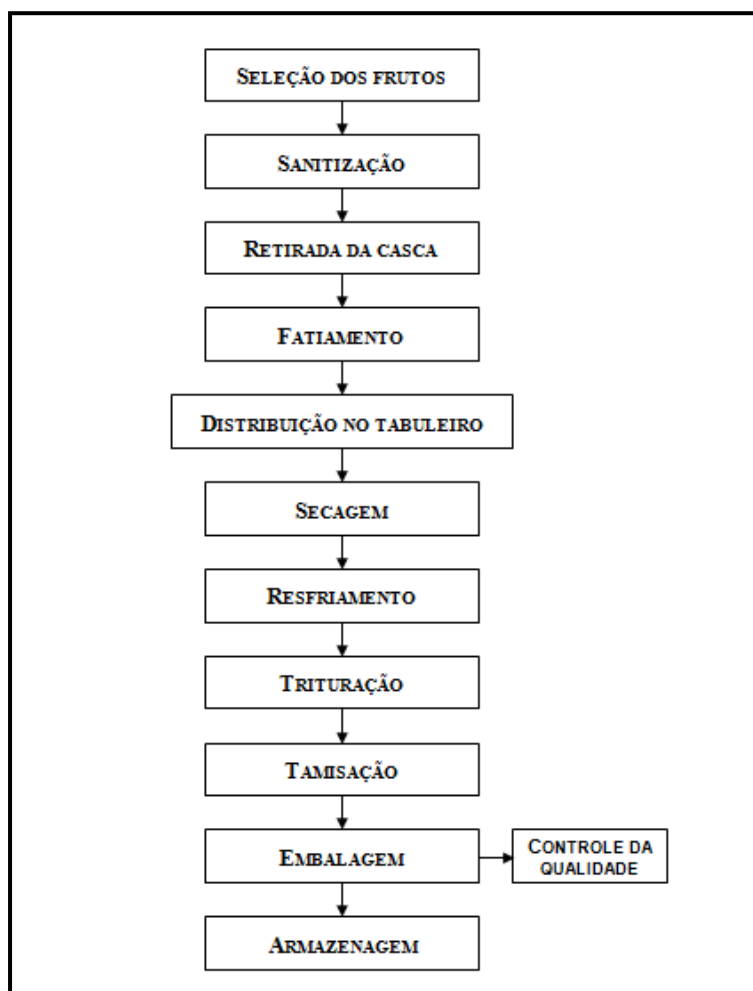 SELEÇÃO DOS FRUTOS
SANITIZAÇÃO
RETIRADA DA CASCA
FATIAMENTO
DISTRIBUIÇÃO NO TABULEIRO
SECAGEM
RESFRIAMENTO
TRITURAÇÃO
TAMISAÇÃO
EMBALAGEM
CONTROLE DA
QUALIDADE
ARMAZENAGEM